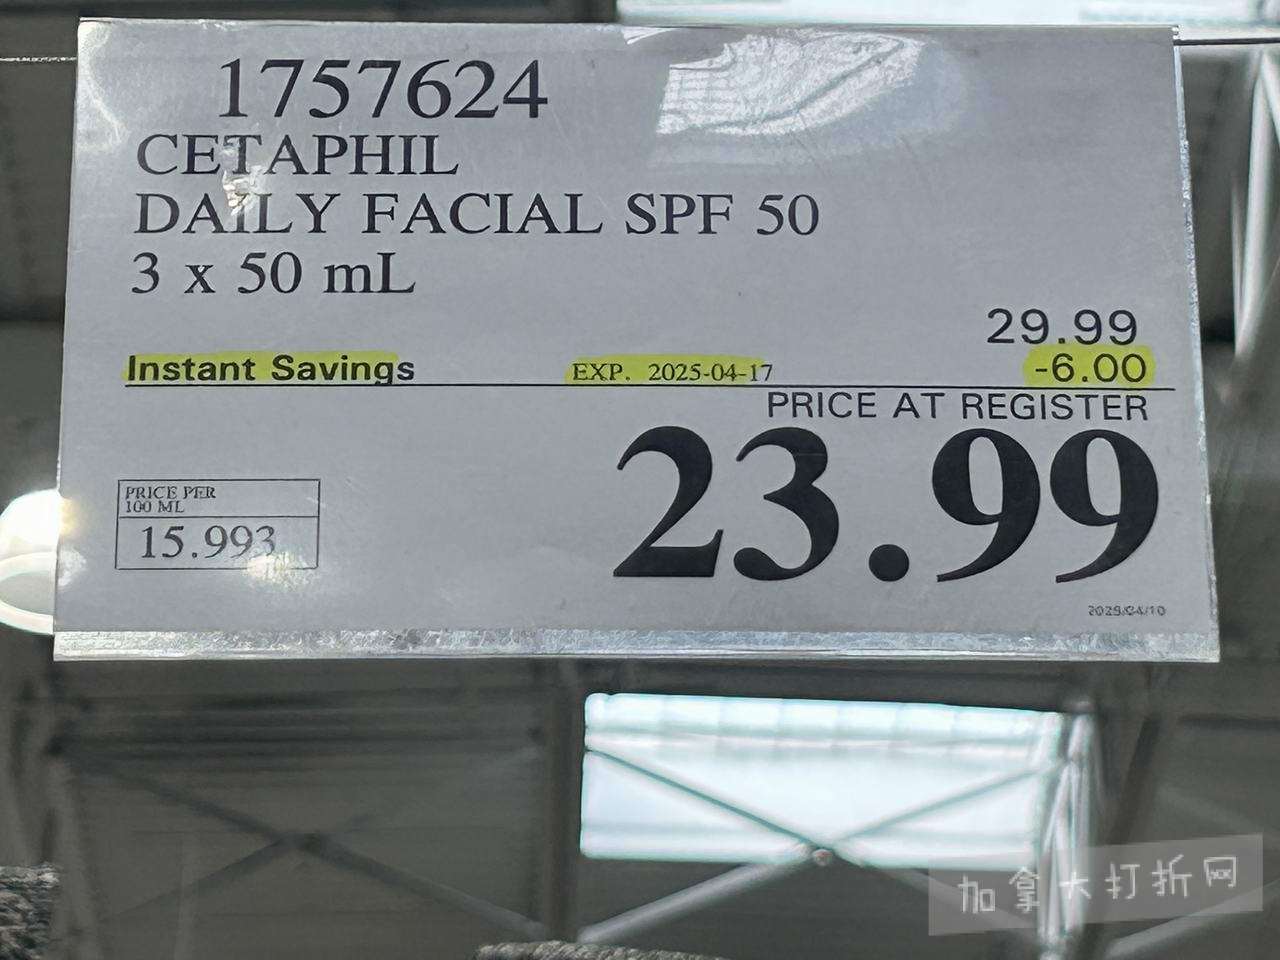 1757624
CETAPHIL
DAILY FACIAL SPF 50
3 x 50 mL
29.99
Instant Savings EXP. 2025-04-17 -6.00
PRICE AT REGISTER
23.99
PRICE PER
100 ML
15.993
2025/04/10
加拿大打折网